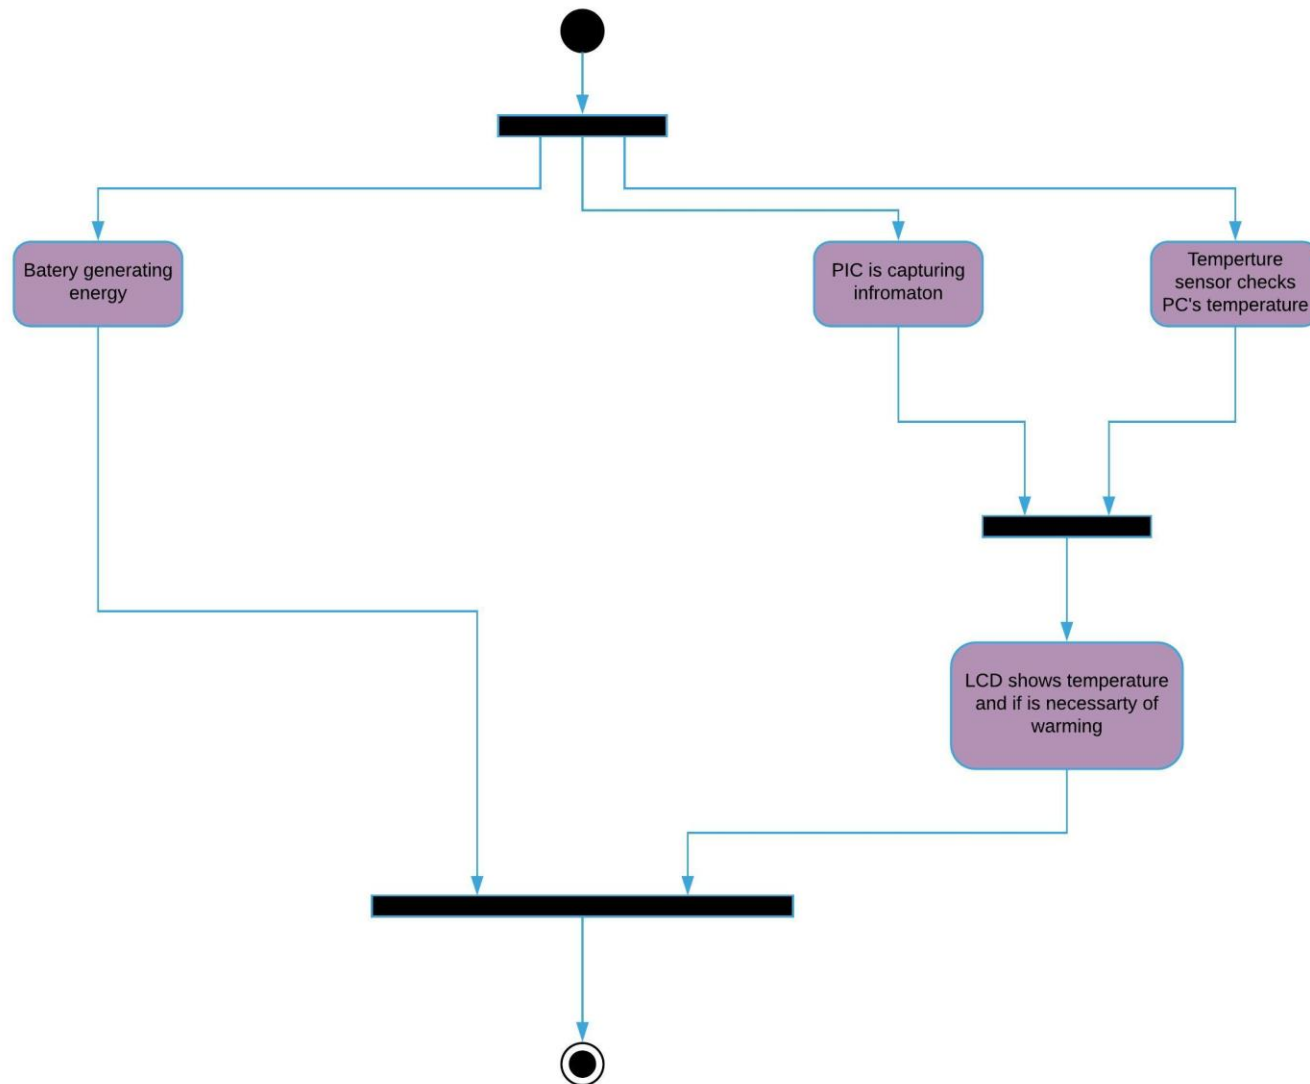 Batery generating
energy
PIC is capturing
infromaton
Temperture
sensor checks
PC's temperature
LCD shows temperature
and if is necessarty of
warming